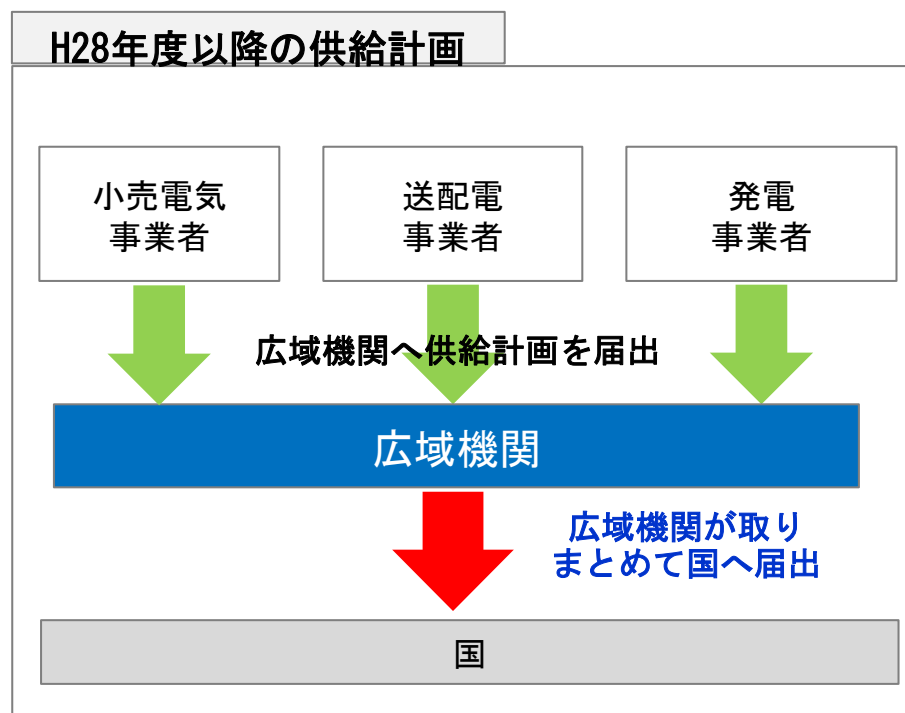 H28年度以降の供給計画
小売電気
事業者
送配電
事業者
発電
事業者
広域機関へ供給計画を届出
広域機関
広域機関が取り
まとめて国へ届出
国